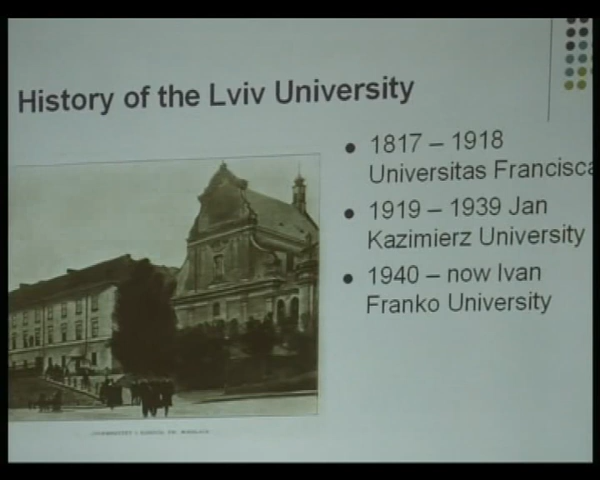 History of the Lviv University
1817 – 1918
Universitas Francisca
1919 – 1939 Jan
Kazimierz University
1940 – now Ivan
Franko University